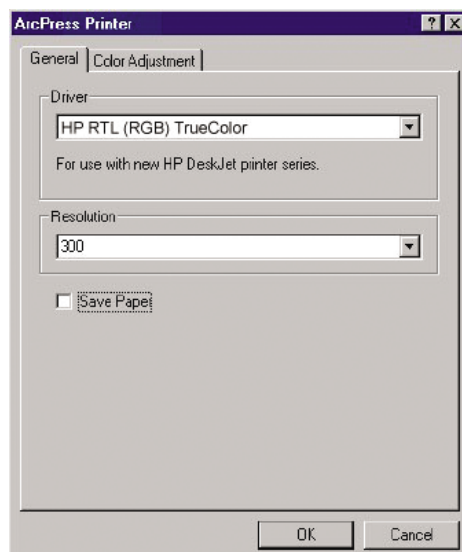 ArcPress Printer
General
Color Adjustment
Driver
HP RTL (RGB) TrueColor
For use with new HP DeskJet printer series.
Resolution
300
Save Paper
OK
Cancel